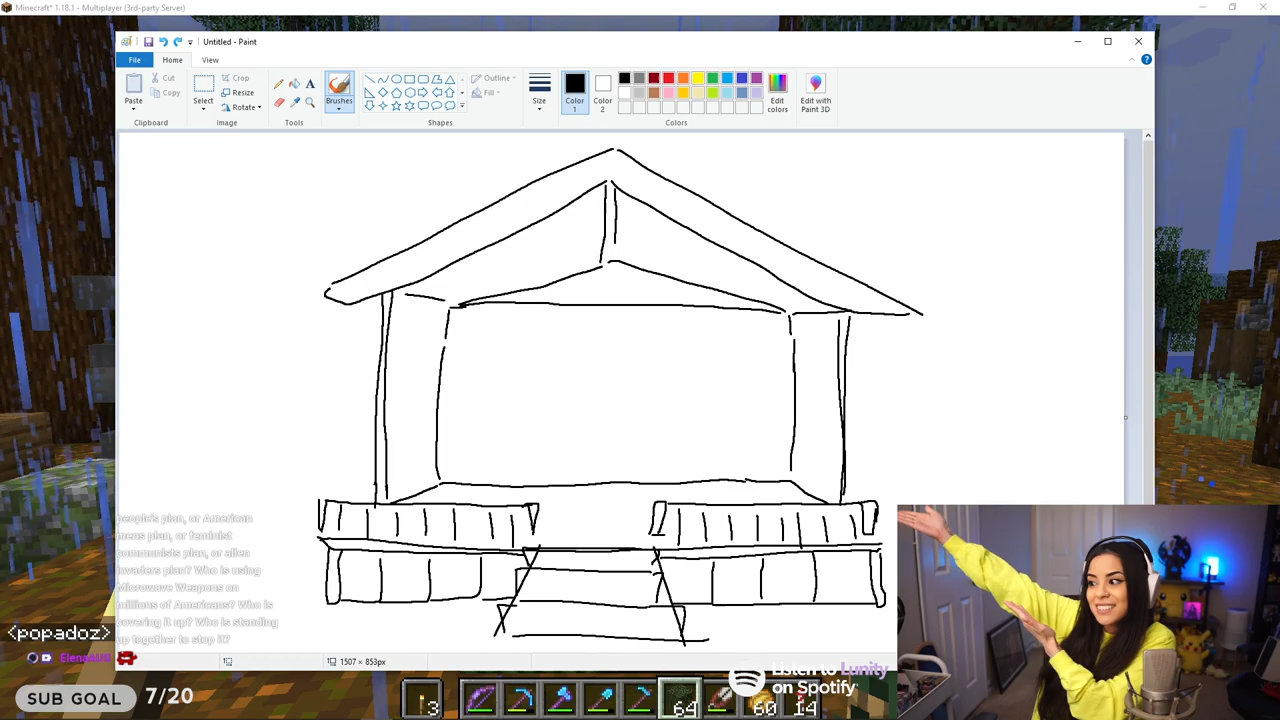 Minecraft* 1.18.1 - Multiplayer (3rd-party Server)
Untitled - Paint
File
Home
View
Paste
Cut
Copy
Clipboard
Select
Crop
Resize
Rotate
Image
A
Tools
Brushes
Outline
Fill
Shapes
Size
Color
1
Color
2
Edit
colors
Colors
Edit with
Paint 3D
people's plan, or American
mens plan, or feminist
communists plan, or alien
invaders plan? Who is using
Microwave Weapons on
millions of Americans? Who is
covering it up? Who is standing
up together to stop it?
<popadoz>
1507 × 853px
SUB GOAL
7/20
3
64
60
14
Listen to Lunity
on Spotify